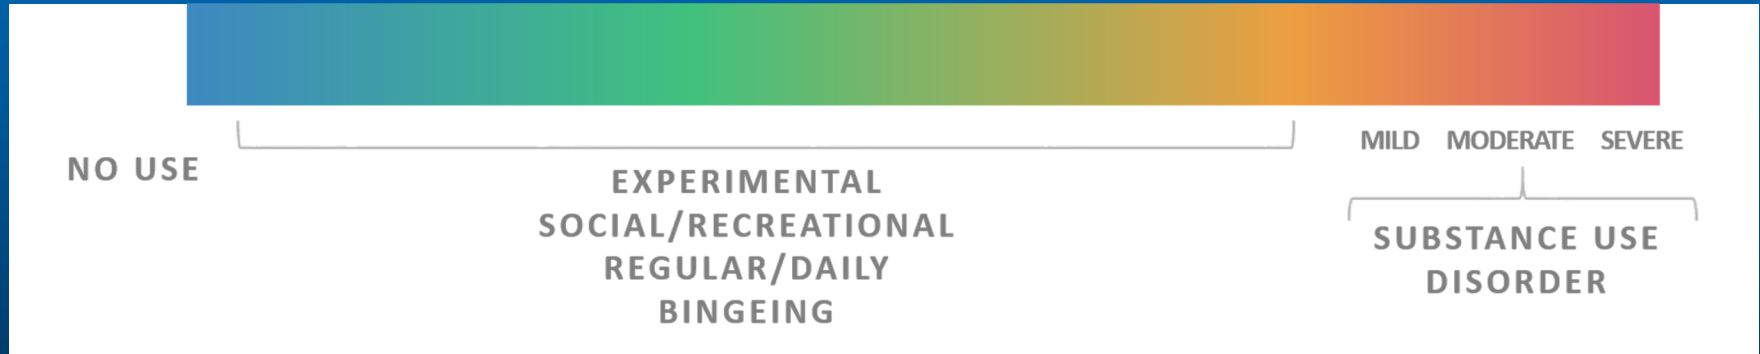 NO USE
EXPERIMENTAL
SOCIAL/RECREATIONAL
REGULAR/DAILY
BINGEING
MILD MODERATE SEVERE
SUBSTANCE USE
DISORDER